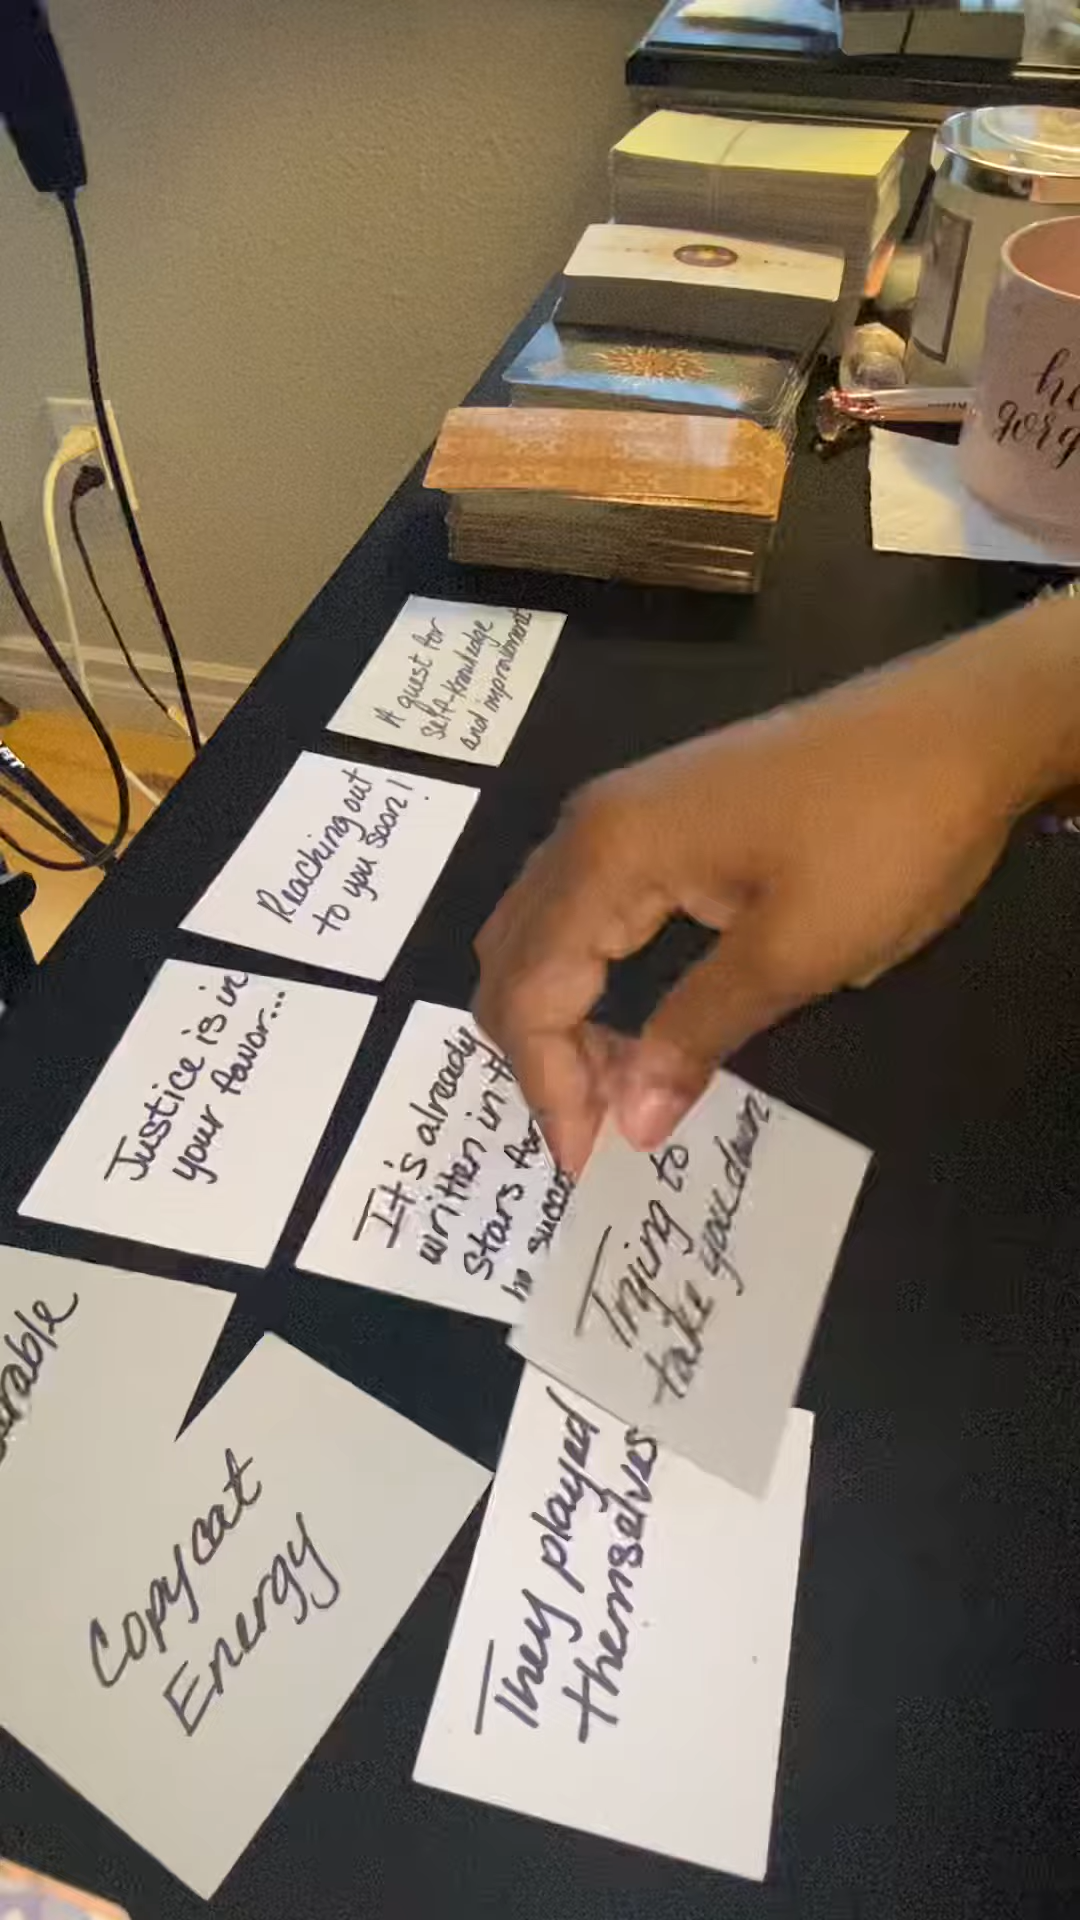 A quest for
self-knowledge
and improvement
Reaching out
to you soon!
Justice is in
your favor...
It's already
written in
stars
Trying to
take you down
They played
themselves
Copycat
Energy